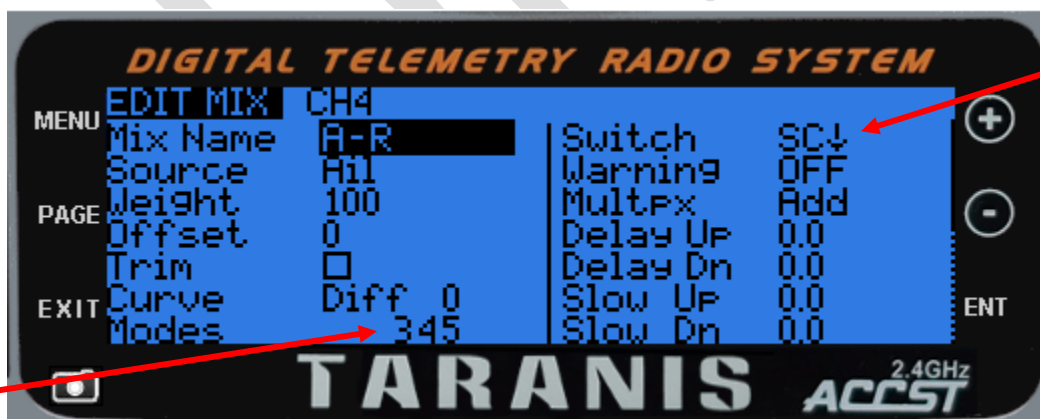 DIGITAL TELEMETRY RADIO SYSTEM
MENU
PAGE
EXIT
EDIT MIX CH4
Mix Name A-R
Source Ail
Weight 100
Offset 0
Trim
Curve Diff 0
Modes 345
Switch SC↓
Warning OFF
Multpx Add
Delay Up 0.0
Delay Dn 0.0
Slow Up 0.0
Slow Dn 0.0
+
-
ENT
TARANIS
2.4GHz
ACCST